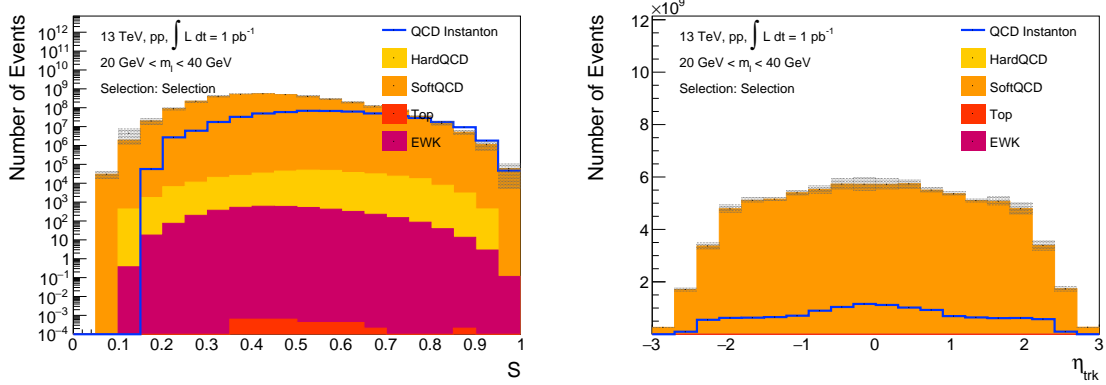 Number of Events
10^12
10^11
10^10
10^9
10^8
10^7
10^6
10^5
10^4
10^3
10^2
10
1
10^-1
10^-2
10^-3
10^-4
13 TeV, pp, ∫ L dt = 1 pb^-1
20 GeV < m_I < 40 GeV
Selection: Selection
QCD Instanton
HardQCD
SoftQCD
Top
EWK
0 0.1 0.2 0.3 0.4 0.5 0.6 0.7 0.8 0.9 1
S
Number of Events
×10^9
12
10
8
6
4
2
13 TeV, pp, ∫ L dt = 1 pb^-1
20 GeV < m_I < 40 GeV
Selection: Selection
QCD Instanton
HardQCD
SoftQCD
Top
EWK
−3 −2 −1 0 1 2 3
η_trk